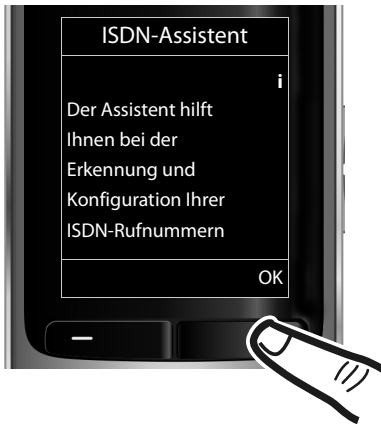 ISDN-Assistent
i
Der Assistent hilft
Ihnen bei der
Erkennung und
Konfiguration Ihrer
ISDN-Rufnummern
OK